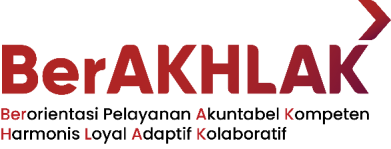 BerAKHLAK
Berorientasi Pelayanan Akuntabel Kompeten
Harmonis Loyal Adaptif Kolaboratif